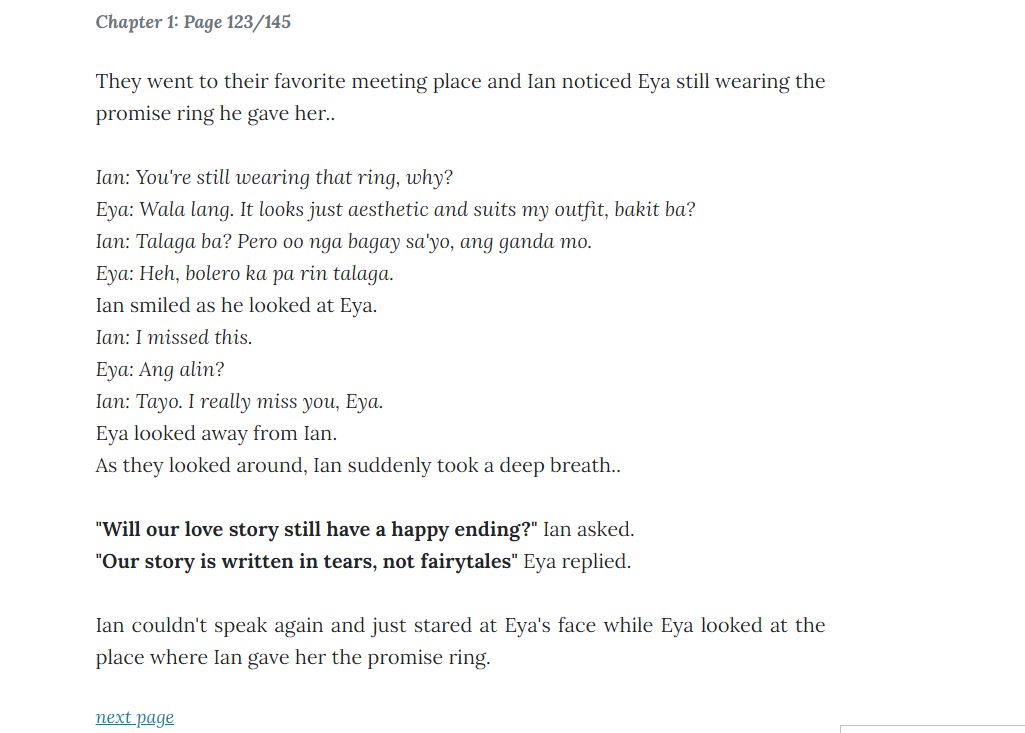 Chapter 1: Page 123/145
They went to their favorite meeting place and Ian noticed Eya still wearing the
promise ring he gave her..
Ian: You're still wearing that ring, why?
Eya: Wala lang. It looks just aesthetic and suits my outfit, bakit ba?
Ian: Talaga ba? Pero oo nga bagay sa'yo, ang ganda mo.
Eya: Heh, bolero ka pa rin talaga.
Ian smiled as he looked at Eya.
Ian: I missed this.
Eya: Ang alin?
Ian: Tayo. I really miss you, Eya.
Eya looked away from Ian.
As they looked around, Ian suddenly took a deep breath..
"Will our love story still have a happy ending?" Ian asked.
"Our story is written in tears, not fairytales" Eya replied.
Ian couldn't speak again and just stared at Eya's face while Eya looked at the
place where Ian gave her the promise ring.
next page